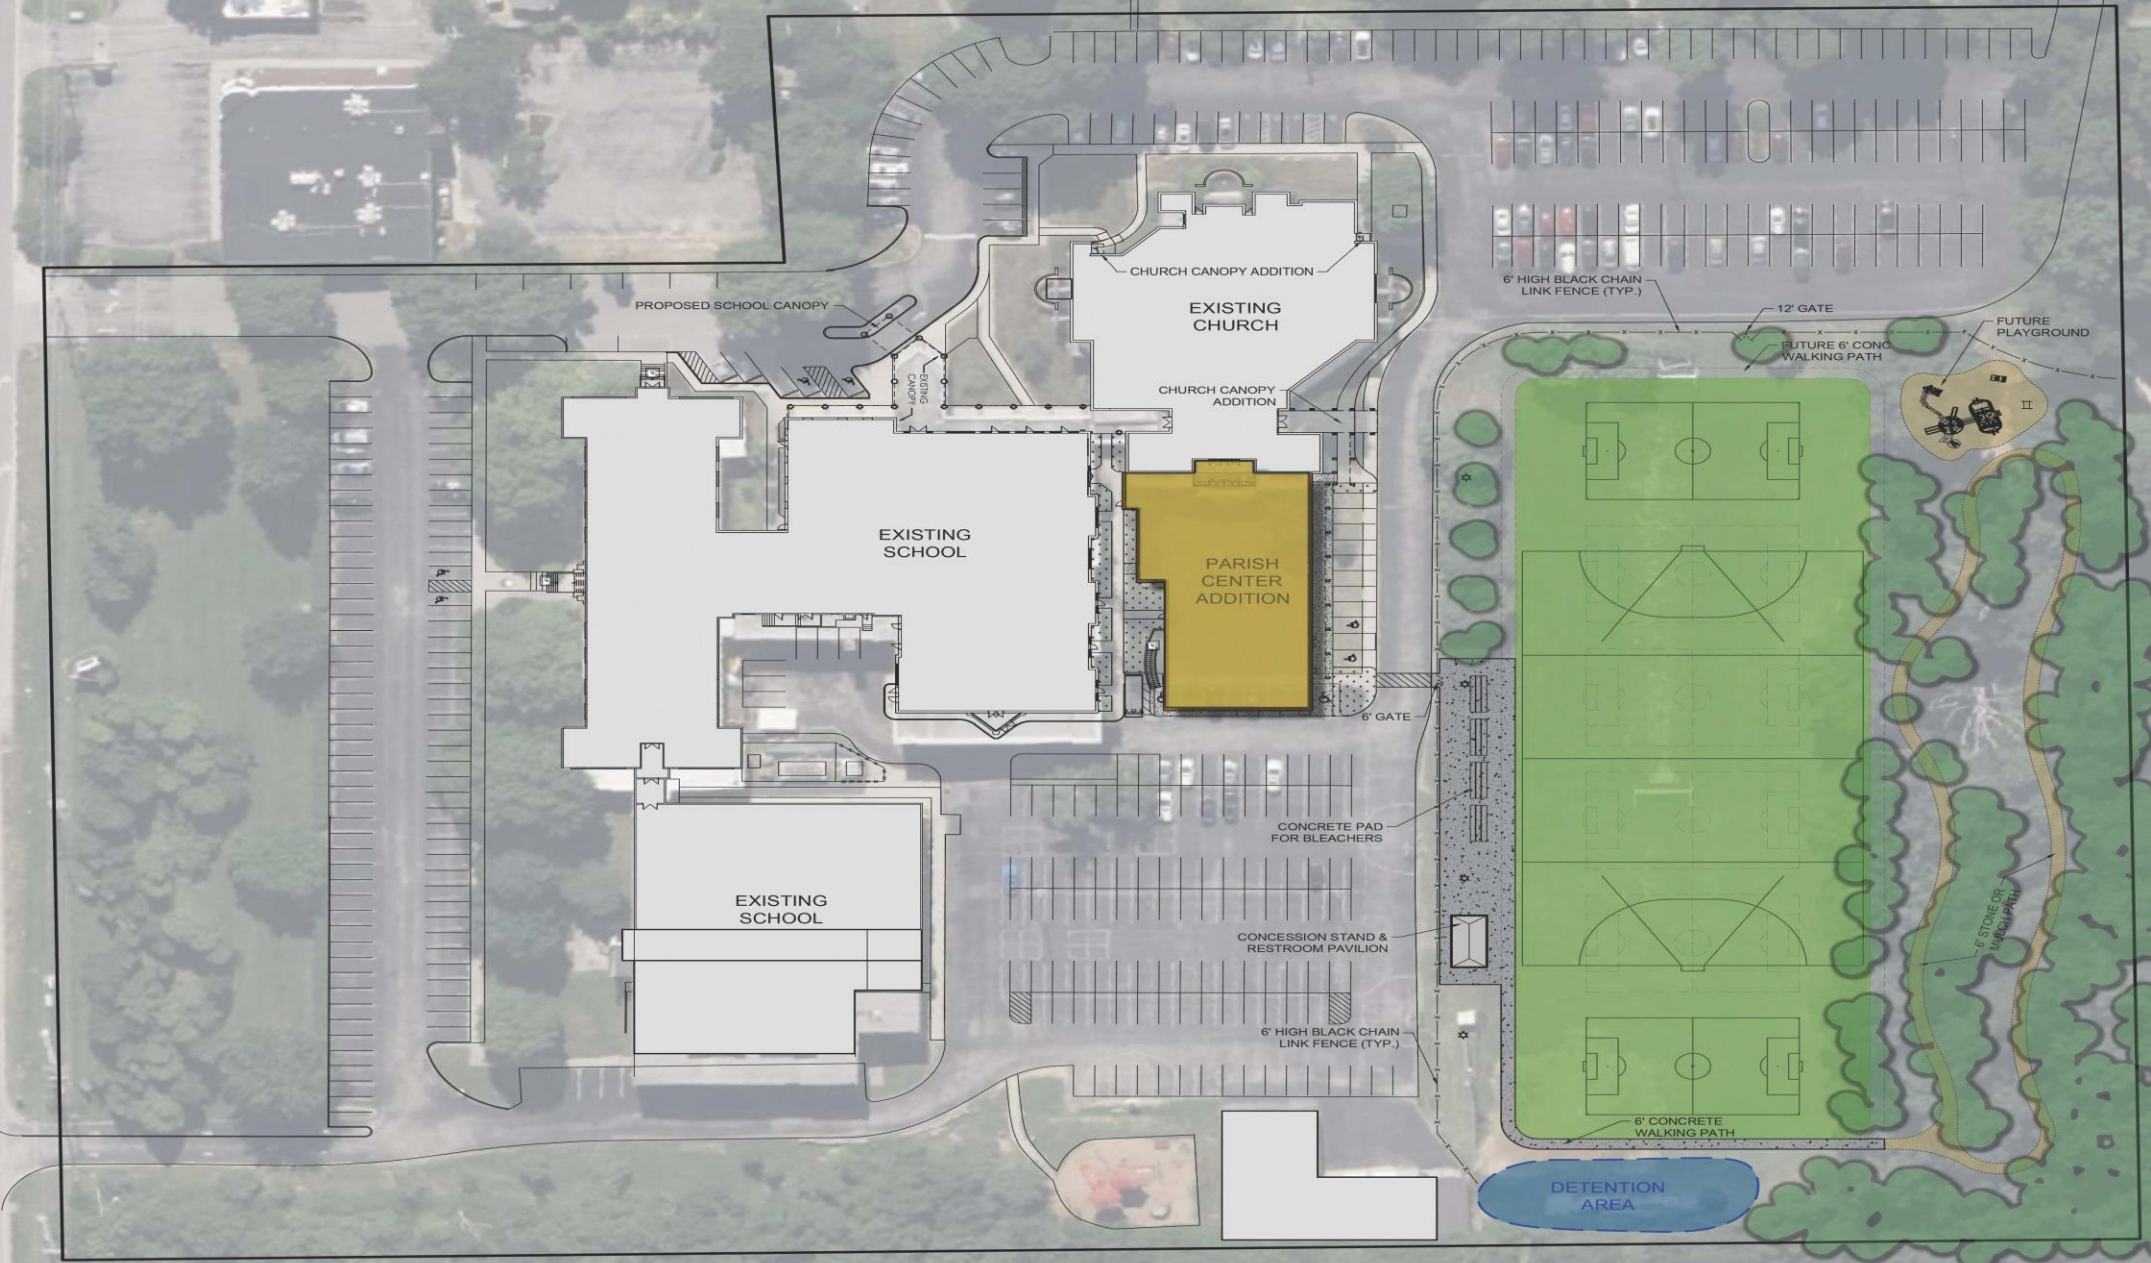 CHURCH CANOPY ADDITION
PROPOSED SCHOOL CANOPY
EXISTING
CHURCH
6' HIGH BLACK CHAIN
LINK FENCE (TYP.)
12' GATE
FUTURE
PLAYGROUND
FUTURE 6' CONC
WALKING PATH
EXISTING
CANOPY
CHURCH CANOPY
ADDITION
EXISTING
SCHOOL
PARISH
CENTER
ADDITION
6' GATE
CONCRETE PAD
FOR BLEACHERS
EXISTING
SCHOOL
CONCESSION STAND &
RESTROOM PAVILION
6' STONE OR
MULCH PATH
6' HIGH BLACK CHAIN
LINK FENCE (TYP.)
6' CONCRETE
WALKING PATH
DETENTION
AREA